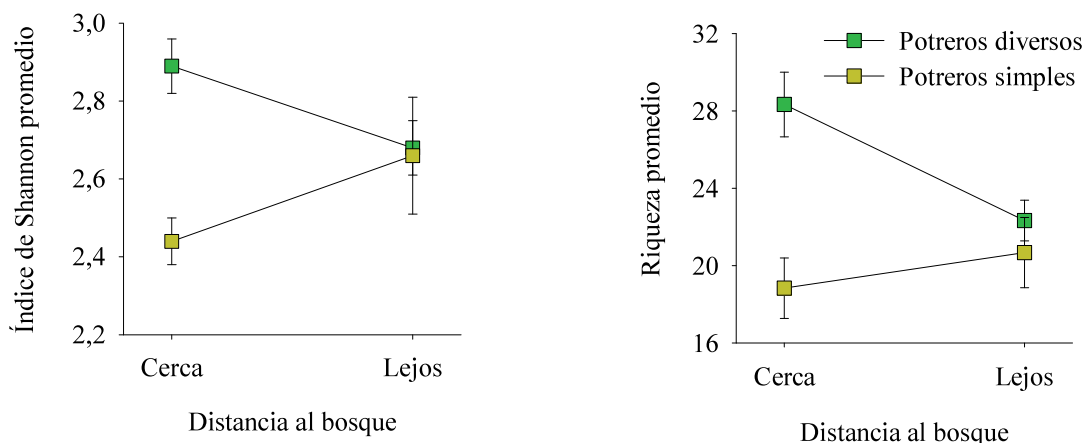 Índice de Shannon promedio
3,0
2,8
2,6
2,4
2,2
Cerca
Lejos
Distancia al bosque
Riqueza promedio
32
28
24
20
16
Potreros diversos
Potreros simples
Cerca
Lejos
Distancia al bosque